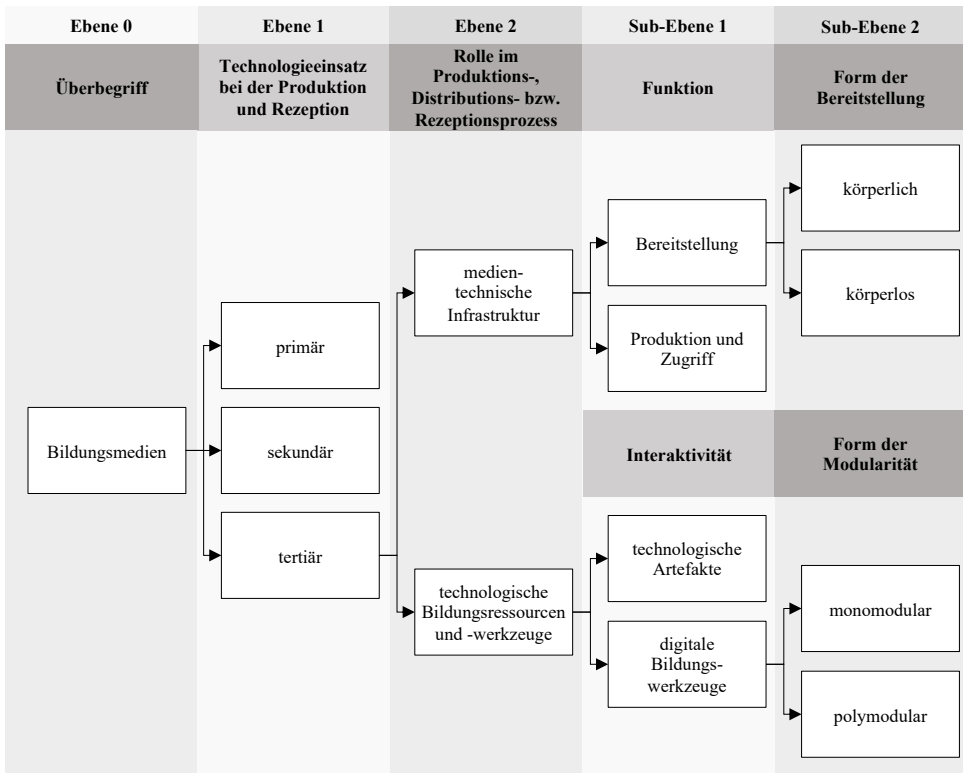 Ebene 0
Ebene 1
Ebene 2
Sub-Ebene 1
Sub-Ebene 2
Überbegriff
Technologieeinsatz
bei der Produktion
und Rezeption
Rolle im
Produktions-,
Distributions- bzw.
Rezeptionsprozess
Funktion
Form der
Bereitstellung
Bildungsmedien
primär
sekundär
tertiär
medien-
technische
Infrastruktur
Bereitstellung
Produktion und
Zugriff
körperlich
körperlos
Interaktivität
Form der
Modularität
technologische
Bildungsressourcen
und -werkzeuge
technologische
Artefakte
digitale
Bildungs-
werkzeuge
monomodular
polymodular